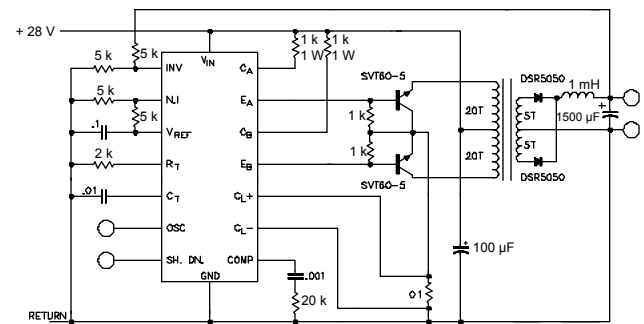 + 28 V
5 k
5 k
5 k
5 k
.1
2 k
.01
INV
N.I
VREF
RT
CT
OSC
SH. DN.
VIN
GND
CA
EA
CB
EB
CL+
CL−
COMP
1 k
1 W
1 k
1 W
SVT60-5
1 k
1 k
SVT60-5
20T
20T
5T
5T
DSR5050
DSR5050
1 mH
+
1500 µF
+
100 µF
.001
20 k
01
RETURN